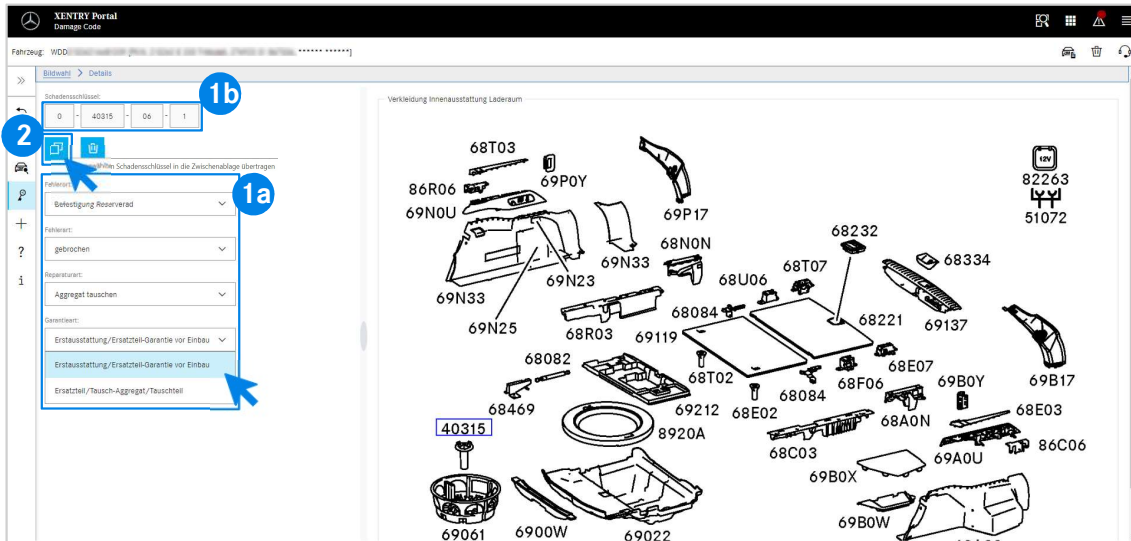 XENTRY Portal
Damage Code
Fahrzeug: WDD
****** ******]
Bildwahl > Details
Schadensschlüssel:
0 - 40315 - 06 - 1
1b
2
n Schadensschlüssel in die Zwischenablage übertragen
1a
Fehlerort:
Befestigung Reserverad
Fehlerart:
gebrochen
Reparaturart:
Aggregat tauschen
Garantieart:
Erstausstattung/Ersatzteil-Garantie vor Einbau
Erstausstattung/Ersatzteil-Garantie vor Einbau
Ersatzteil/Tausch-Aggregat/Tauschteil
?
i
Verkleidung Innenausstattung Laderaum
68T03
86R06
69P0Y
69N0U
69P17
12V
82263
51072
69N33
69N23
69N33
68N0N
68232
68334
68U06
68T07
69N25
68R03
68084
69119
68221
69137
68082
68T02
68E07
69B17
68469
69212
68E02
68084
68F06
69B0Y
68E03
40315
8920A
68A0N
68C03
69A0U
86C06
69B0X
69061
6900W
69022
69B0W